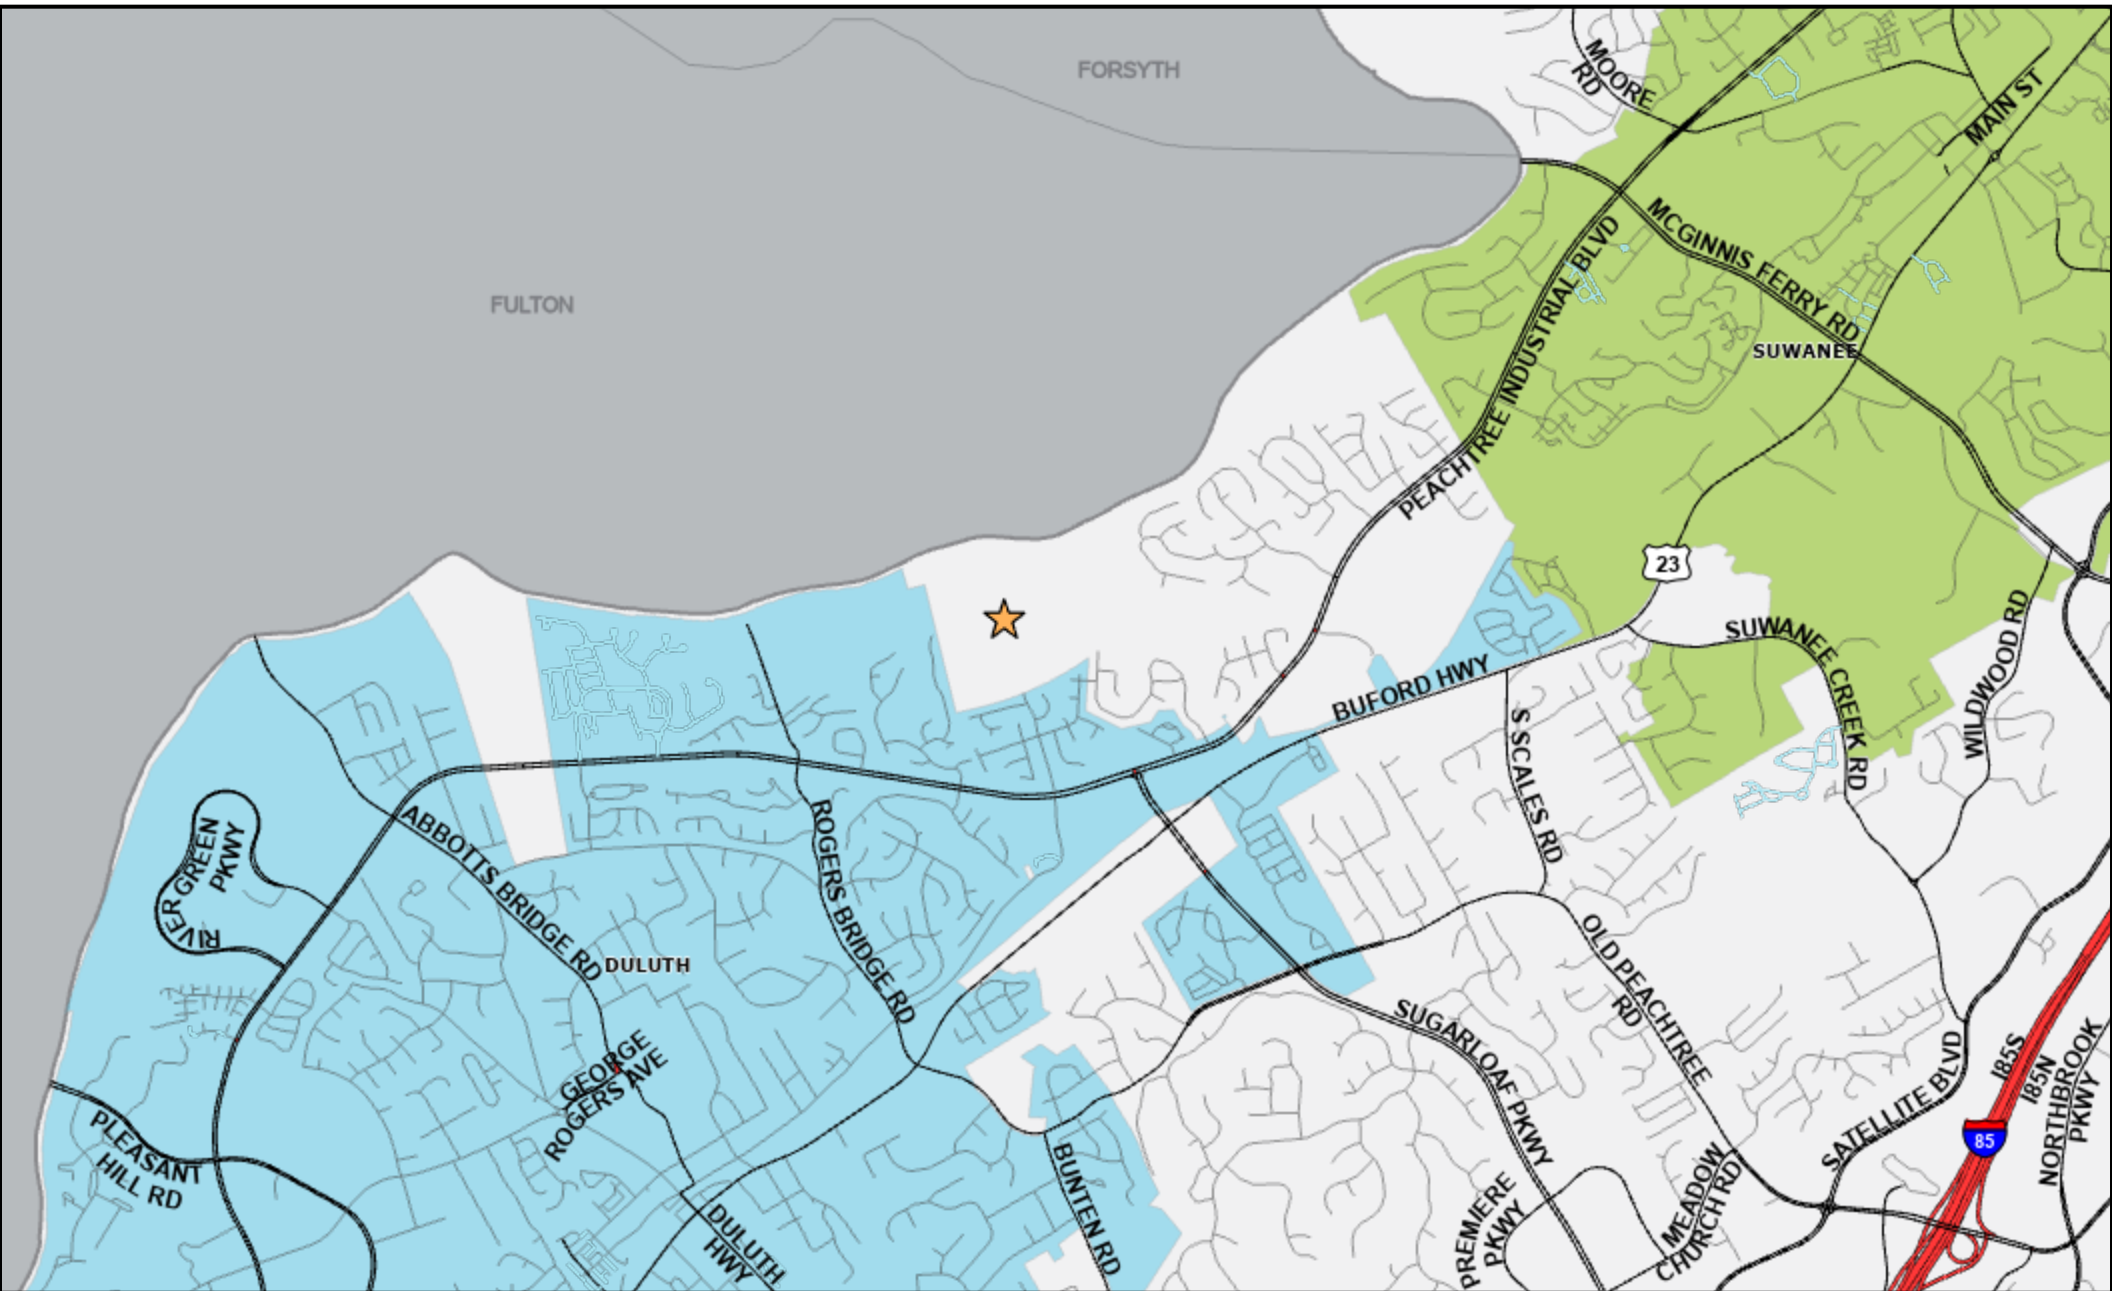 FORSYTH
MOORE
RD
MAIN ST
FULTON
MCGINNIS FERRY RD
PEACHTREE INDUSTRIAL BLVD
SUWANEE
23
SUWANEE CREEK RD
WILDWOOD RD
BUFORD HWY
S SCALES RD
RIVER GREEN
PKWY
ABBOTTS BRIDGE RD
ROGERS BRIDGE RD
DULUTH
OLD PEACHTREE
RD
SUGARLOAF PKWY
GEORGE
ROGERS AVE
PLEASANT
HILL RD
BUNTEN RD
DULUTH
HWY
PREMIERE
PKWY
MEADOW
CHURCH RD
SATELLITE BLVD
I85S
I85N
NORTHBROOK
PKWY
85